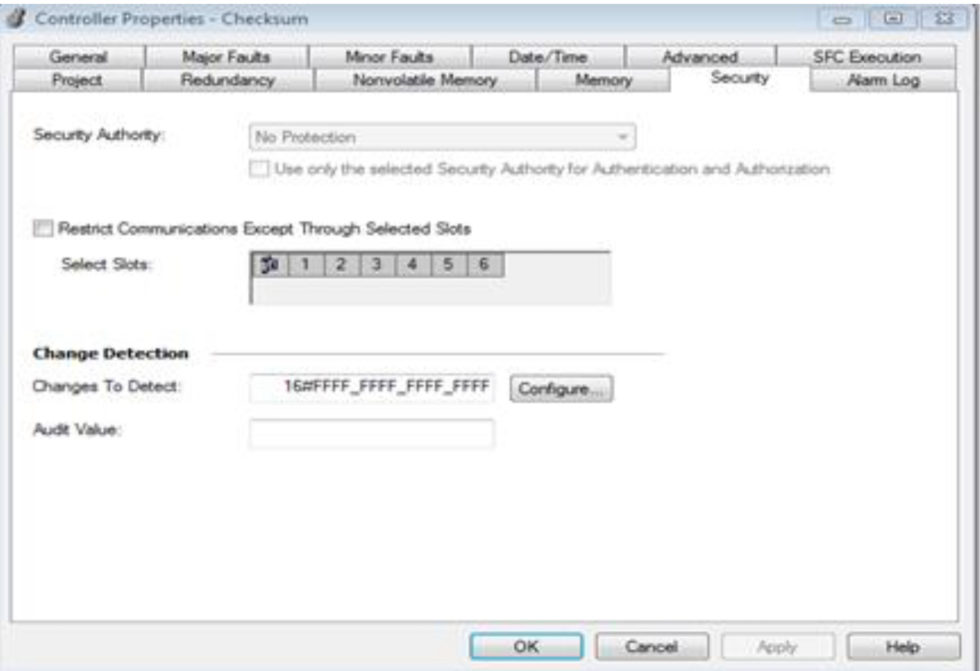 Controller Properties - Checksum
General Major Faults Minor Faults Date/Time Advanced SFC Execution
Project Redundancy Nonvolatile Memory Memory Security Alarm Log
Security Authority: No Protection
Use only the selected Security Authority for Authentication and Authorization
Restrict Communications Except Through Selected Slots
Select Slots: 1 2 3 4 5 6
Change Detection
Changes To Detect: 16#FFFF_FFFF_FFFF_FFFF Configure...
Audit Value:
OK Cancel Apply Help